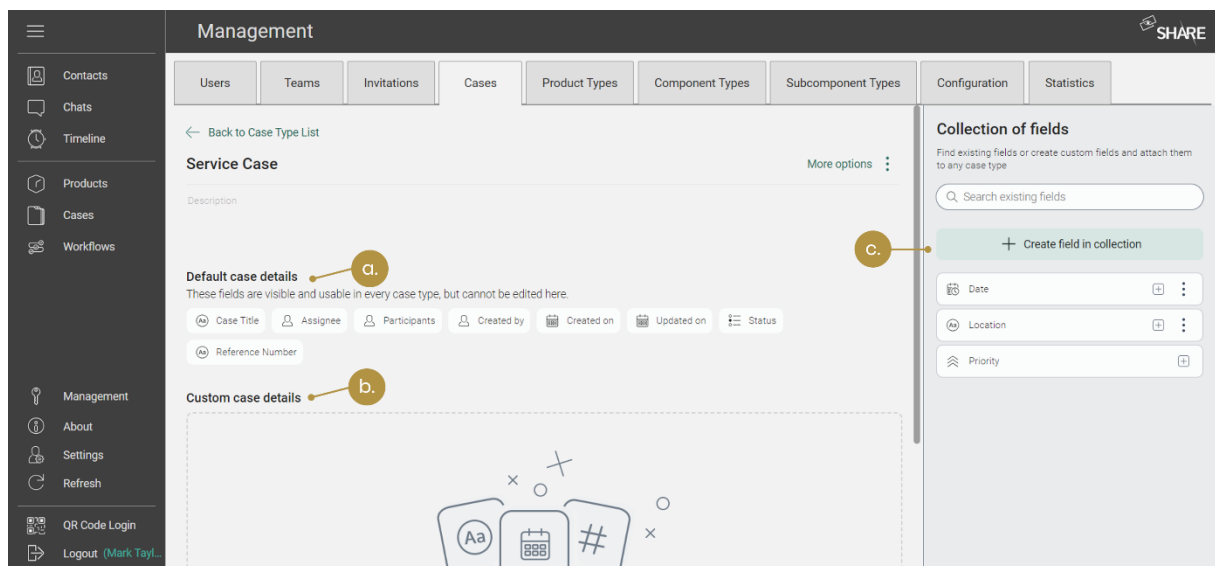 Management
SHARE
Contacts
Chats
Timeline
Products
Cases
Workflows
Management
About
Settings
Refresh
QR Code Login
Logout (Mark Tayl...
Users
Teams
Invitations
Cases
Product Types
Component Types
Subcomponent Types
Configuration
Statistics
Back to Case Type List
Service Case
More options
Description
a.
Default case details
These fields are visible and usable in every case type, but cannot be edited here.
Aa Case Title
Assignee
Participants
Created by
Created on
Updated on
Status
Aa Reference Number
b.
Custom case details
Aa
#
Collection of fields
Find existing fields or create custom fields and attach them
to any case type
Search existing fields
c.
+ Create field in collection
Date
Aa Location
Priority